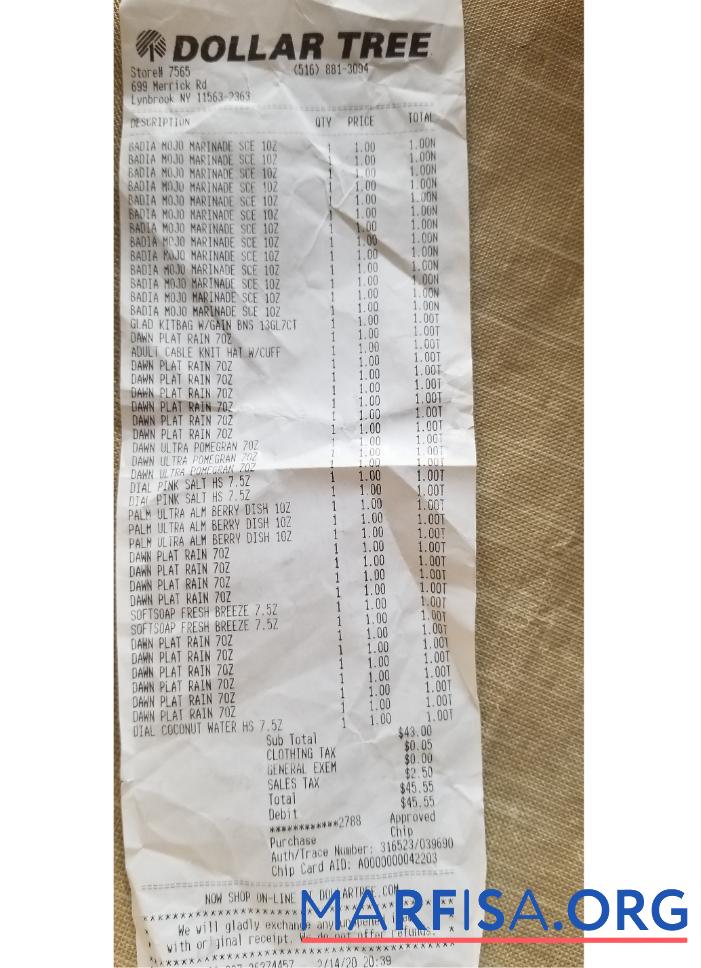 DOLLAR TREE
Store# 7565 (516) 881-3094
699 Merrick Rd
Lynbrook NY 11563-2363
DESCRIPTION QTY PRICE TOTAL
BADIA MOJO MARINADE SCE 10Z 1 1.00 1.00N
BADIA MOJO MARINADE SCE 10Z 1 1.00 1.00N
BADIA MOJO MARINADE SCE 10Z 1 1.00 1.00N
BADIA MOJO MARINADE SCE 10Z 1 1.00 1.00N
BADIA MOJO MARINADE SCE 10Z 1 1.00 1.00N
BADIA MOJO MARINADE SCE 10Z 1 1.00 1.00N
BADIA MOJO MARINADE SCE 10Z 1 1.00 1.00N
BADIA MOJO MARINADE SCE 10Z 1 1.00 1.00N
BADIA MOJO MARINADE SCE 10Z 1 1.00 1.00N
BADIA MOJO MARINADE SCE 10Z 1 1.00 1.00N
BADIA MOJO MARINADE SCE 10Z 1 1.00 1.00N
BADIA MOJO MARINADE SCE 10Z 1 1.00 1.00N
BADIA MOJO MARINADE SCE 10Z 1 1.00 1.00N
GLAD KITBAG W/GAIN BNS 13GL7CT 1 1.00 1.00T
DAWN PLAT RAIN 7OZ 1 1.00 1.00T
ADULT CABLE KNIT HAT W/CUFF 1 1.00 1.00T
DAWN PLAT RAIN 7OZ 1 1.00 1.00T
DAWN PLAT RAIN 7OZ 1 1.00 1.00T
DAWN PLAT RAIN 7OZ 1 1.00 1.00T
DAWN PLAT RAIN 7OZ 1 1.00 1.00T
DAWN PLAT RAIN 7OZ 1 1.00 1.00T
DAWN PLAT RAIN 7OZ 1 1.00 1.00T
DAWN ULTRA POMEGRAN 7OZ 1 1.00 1.00T
DAWN ULTRA POMEGRAN 7OZ 1 1.00 1.00T
DAWN ULTRA POMEGRAN 7OZ 1 1.00 1.00T
DIAL PINK SALT HS 7.5Z 1 1.00 1.00T
DIAL PINK SALT HS 7.5Z 1 1.00 1.00T
PALM ULTRA ALM BERRY DISH 10Z 1 1.00 1.00T
PALM ULTRA ALM BERRY DISH 10Z 1 1.00 1.00T
PALM ULTRA ALM BERRY DISH 10Z 1 1.00 1.00T
DAWN PLAT RAIN 7OZ 1 1.00 1.00T
DAWN PLAT RAIN 7OZ 1 1.00 1.00T
DAWN PLAT RAIN 7OZ 1 1.00 1.00T
DAWN PLAT RAIN 7OZ 1 1.00 1.00T
SOFTSOAP FRESH BREEZE 7.5Z 1 1.00 1.00T
SOFTSOAP FRESH BREEZE 7.5Z 1 1.00 1.00T
DAWN PLAT RAIN 7OZ 1 1.00 1.00T
DAWN PLAT RAIN 7OZ 1 1.00 1.00T
DAWN PLAT RAIN 7OZ 1 1.00 1.00T
DAWN PLAT RAIN 7OZ 1 1.00 1.00T
DAWN PLAT RAIN 7OZ 1 1.00 1.00T
DAWN PLAT RAIN 7OZ 1 1.00 1.00T
DIAL COCONUT WATER HS 7.5Z 1 1.00 1.00T
Sub Total $43.00
CLOTHING TAX $0.05
GENERAL EXEM $0.00
SALES TAX $2.50
Total $45.55
Debit $45.55
************2788 Approved
Purchase Chip
Auth/Trace Number: 316523/039690
Chip Card AID: A0000000042203
NOW SHOP ON-LINE DOLLARTREE.COM
We will gladly exchange any
with original receipt. We do not offer refunds.
26274457 2/14/20 20:39
MARFISA.ORG